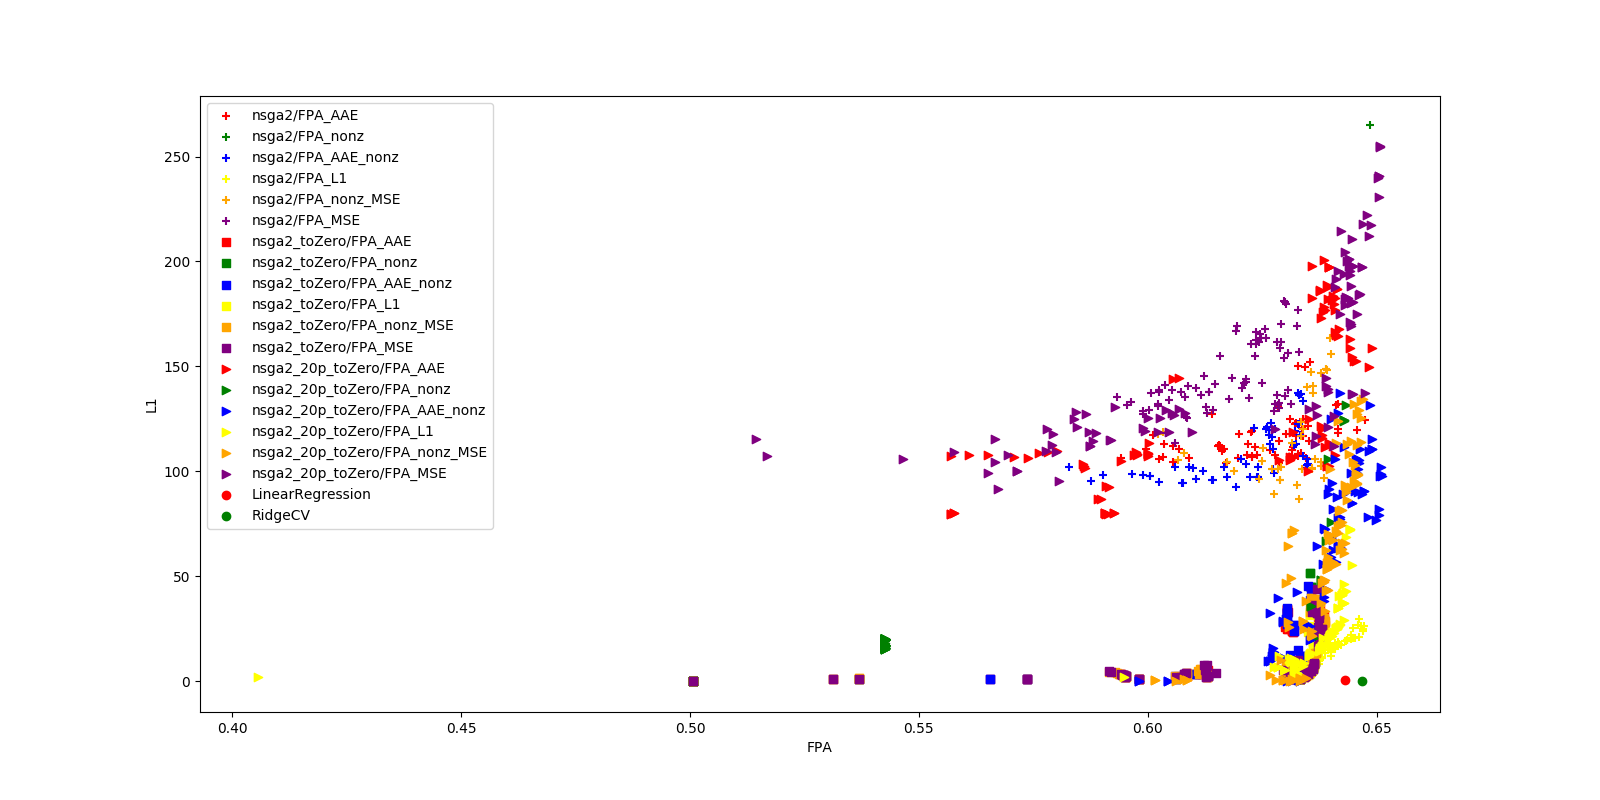 nsga2/FPA_AAE
nsga2/FPA_nonz
nsga2/FPA_AAE_nonz
nsga2/FPA_L1
nsga2/FPA_nonz_MSE
nsga2/FPA_MSE
nsga2_toZero/FPA_AAE
nsga2_toZero/FPA_nonz
nsga2_toZero/FPA_AAE_nonz
nsga2_toZero/FPA_L1
nsga2_toZero/FPA_nonz_MSE
nsga2_toZero/FPA_MSE
nsga2_20p_toZero/FPA_AAE
nsga2_20p_toZero/FPA_nonz
nsga2_20p_toZero/FPA_AAE_nonz
nsga2_20p_toZero/FPA_L1
nsga2_20p_toZero/FPA_nonz_MSE
nsga2_20p_toZero/FPA_MSE
LinearRegression
RidgeCV
250
200
150
100
50
0
L1
0.40 0.45 0.50 0.55 0.60 0.65
FPA